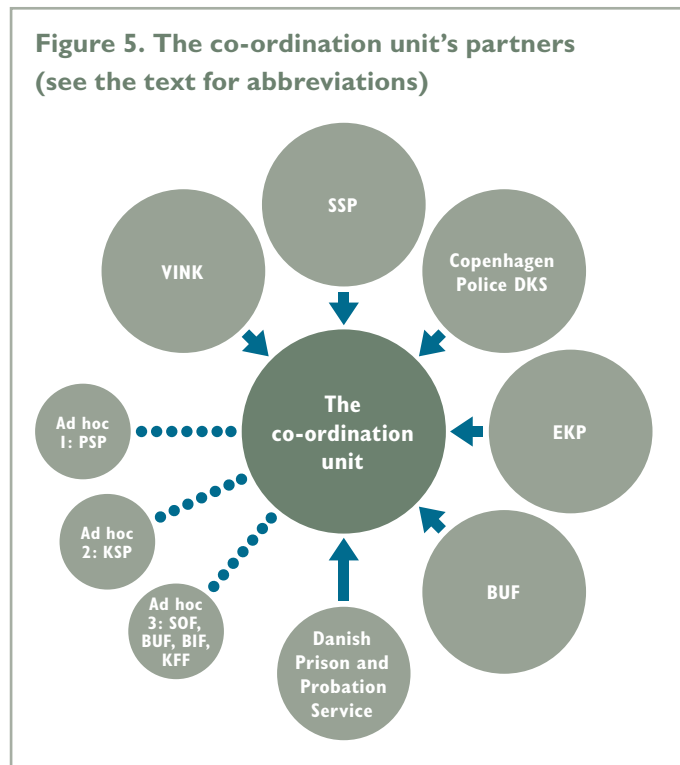 Figure 5. The co-ordination unit's partners
(see the text for abbreviations)
SSP
VINK
Copenhagen
Police DKS
The
co-ordination
unit
EKP
Ad hoc
1: PSP
Ad hoc
2: KSP
BUF
Ad hoc
3: SOF,
BUF, BIF,
KFF
Danish
Prison and
Probation
Service